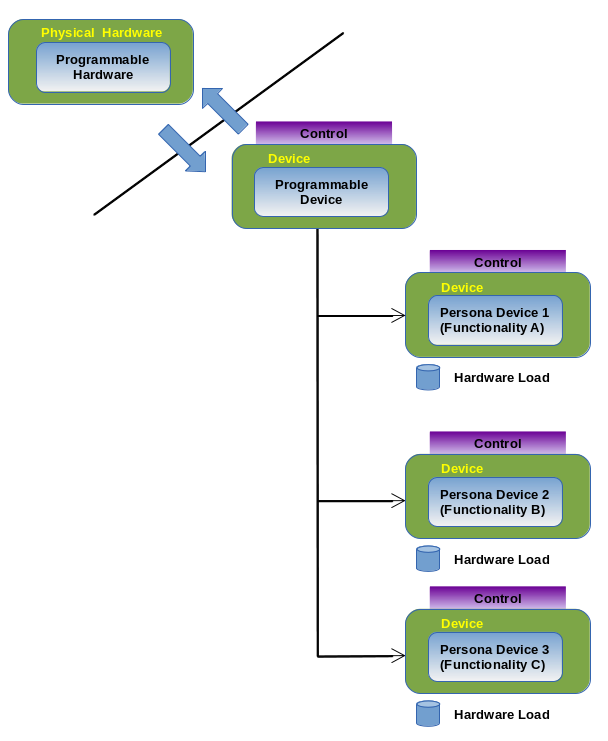 Physical  Hardware
Programmable
Hardware
Control
Device
Programmable
Device
Control
Device
Persona Device 1
(Functionality A)
Hardware Load
Control
Device
Persona Device 2
(Functionality B)
Hardware Load
Control
Device
Persona Device 3
(Functionality C)
Hardware Load